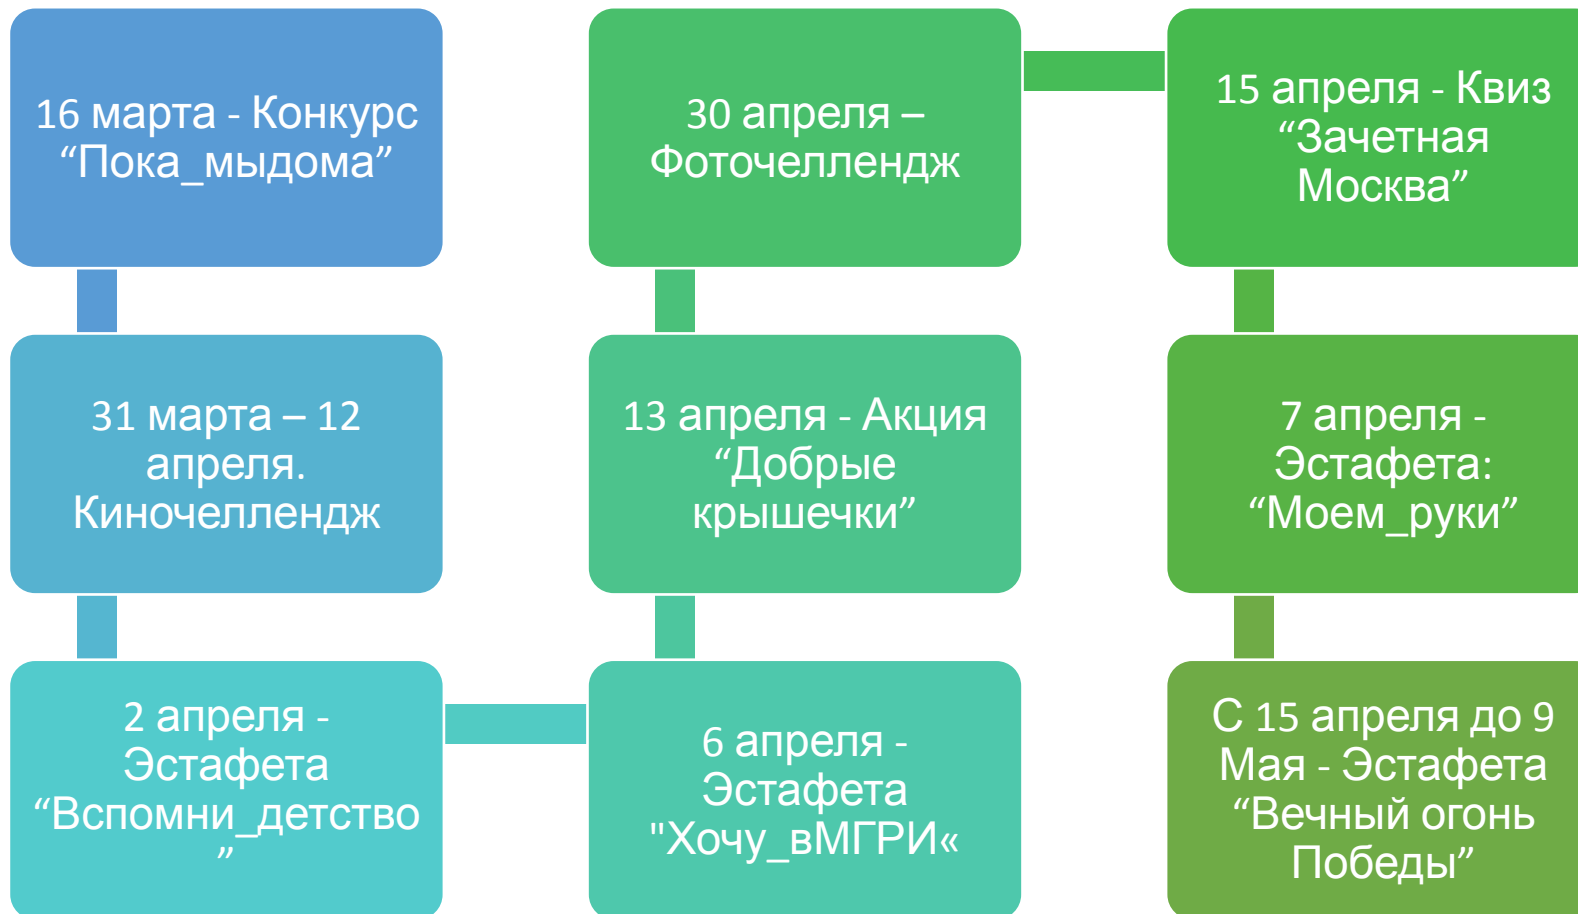 16 марта - Конкурс
“Пока_мыдома”
31 марта – 12
апреля.
Киночеллендж
2 апреля -
Эстафета
“Вспомни_детство
”
6 апреля -
Эстафета
"Хочу_вМГРИ«
13 апреля - Акция
“Добрые
крышечки”
30 апреля –
Фоточеллендж
15 апреля - Квиз
“Зачетная
Москва”
7 апреля -
Эстафета:
“Моем_руки”
С 15 апреля до 9
Мая - Эстафета
“Вечный огонь
Победы”